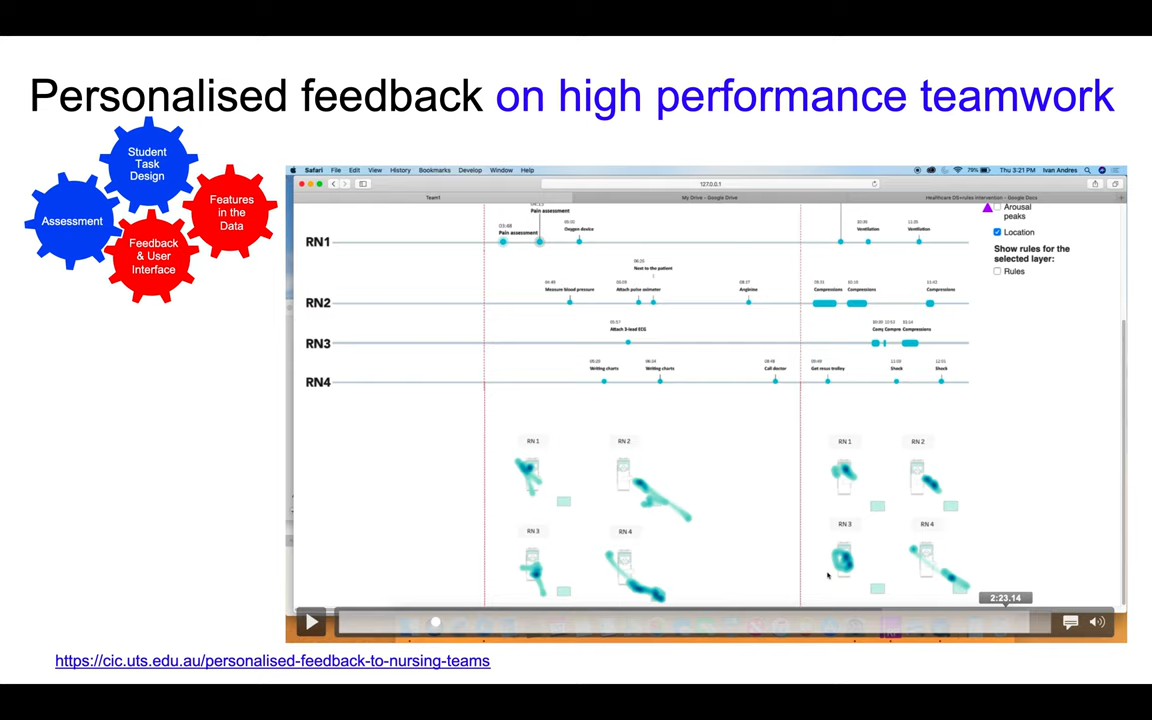 Personalised feedback on high performance teamwork
Student
Task
Design
Assessment
Features
in the
Data
Feedback
& User
Interface
Safari File Edit View History Bookmarks Develop Window Help
79% Thu 3:21 PM Ivan Andres
127.0.0.1
Team1 My Drive - Google Drive
Arousal
peaks
Location
Show rules for the
selected layer:
Rules
RN1
Pain assessment
03:48
Pain assessment
Oxygen device
Ventilation
Ventilation
RN2
Next to the patient
Measure blood pressure
Attach pulse oximeter
Anginine
Compressions
Compressions
Compressions
RN3
Attach 3-lead ECG
Compressions
RN4
Writing charts
Writing charts
Call doctor
Get resus trolley
Shock
Shock
RN 1 RN 2 RN 1 RN 2
RN 3 RN 4 RN 3 RN 4
2:23.14
https://cic.uts.edu.au/personalised-feedback-to-nursing-teams